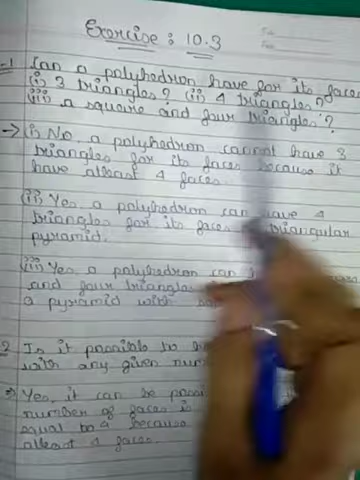 Exercise : 10.3
Can a polyhedron have for its faces
(i) 3 triangles? (ii) 4 triangles?
(iii) a square and four triangles?
→ i) No, a polyhedron cannot have 3
triangles for its faces because it
have atleast 4 faces.
(ii) Yes, a polyhedron can have 4
triangles for its faces triangular
pyramid.
(iii) Yes a polyhedron can
and four triangles
a pyramid with
2 Is it possible to
with any given
Yes, it can be
number of faces is
equal to 4 because
atleast 4 faces.